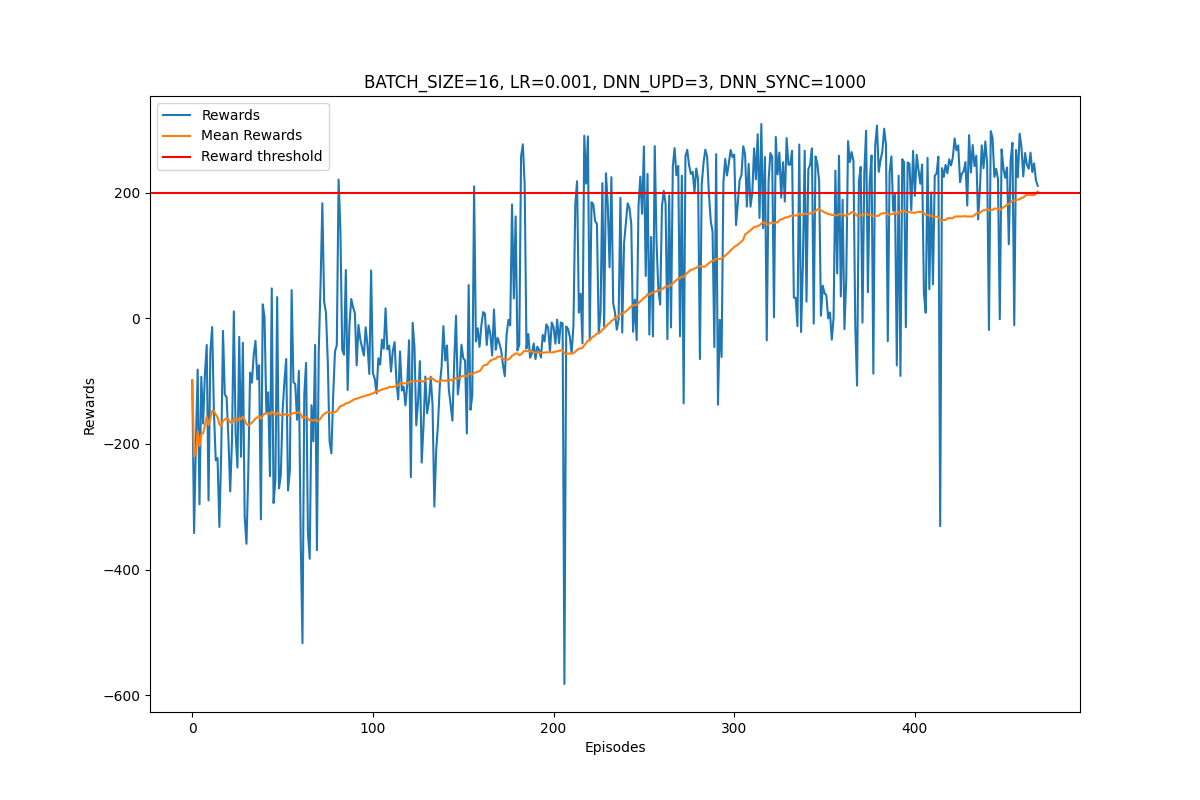 BATCH_SIZE=16, LR=0.001, DNN_UPD=3, DNN_SYNC=1000
Rewards
Mean Rewards
Reward threshold
200
0
−200
−400
−600
Rewards
0 100 200 300 400
Episodes